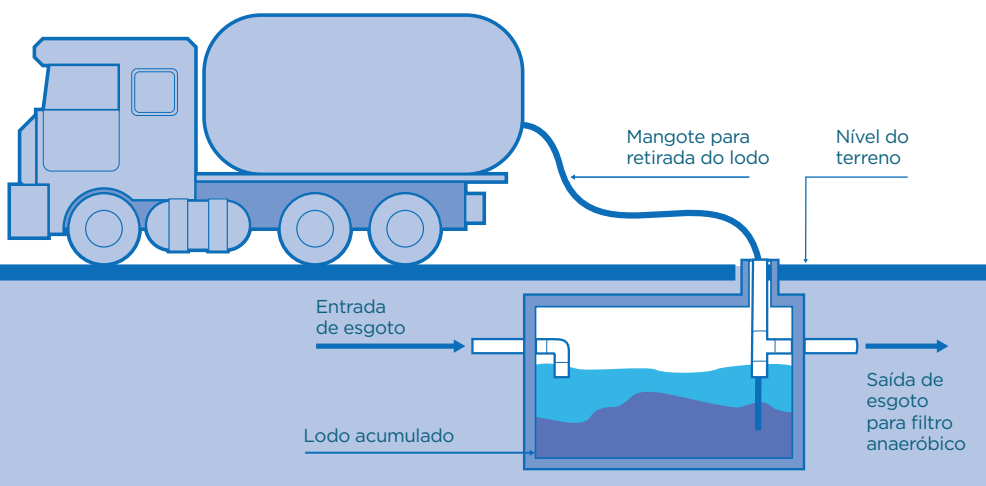 Mangote para
retirada do lodo
Nível do
terreno
Entrada
de esgoto
Saída de
esgoto
para filtro
anaeróbico
Lodo acumulado